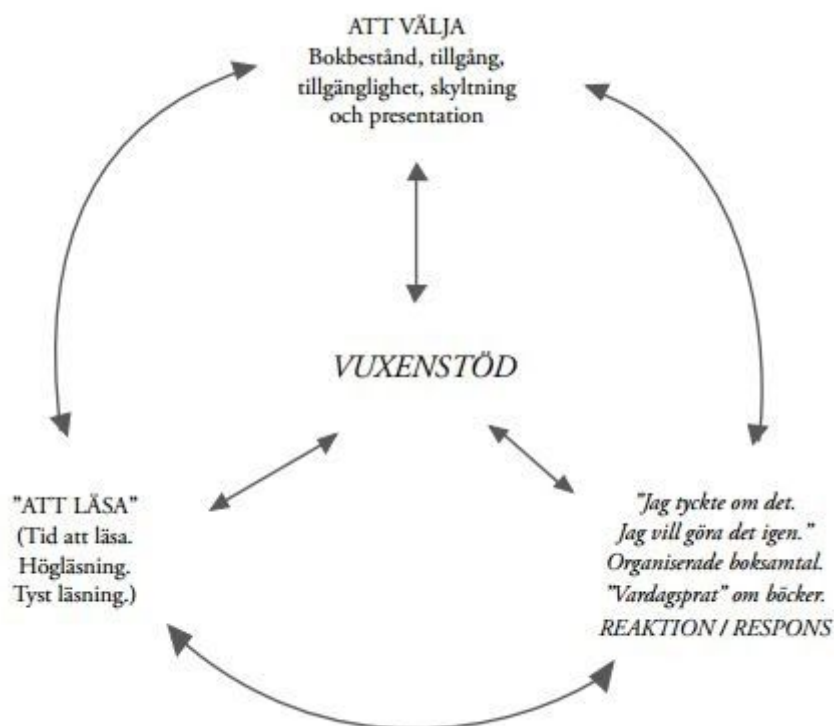 ATT VÄLJA
Bokbestånd, tillgång,
tillgänglighet, skyltning
och presentation
VUXENSTÖD
”ATT LÄSA”
(Tid att läsa.
Högläsning.
Tyst läsning.)
”Jag tyckte om det.
Jag vill göra det igen.”
Organiserade boksamtal.
”Vardagsprat” om böcker.
REAKTION / RESPONS